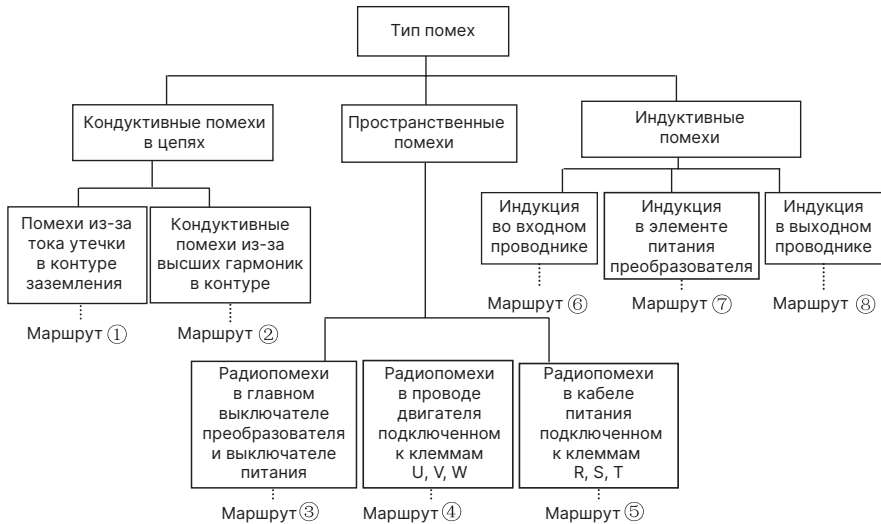 Тип помех
Кондуктивные помехи
в цепях
Пространственные
помехи
Индуктивные
помехи
Помехи из-за
тока утечки
в контуре
заземления
Кондуктивные
помехи из-за
высших гармоник
в контуре
Индукция
во входном
проводнике
Индукция
в элементе
питания
преобразователя
Индукция
в выходном
проводнике
Маршрут ①
Маршрут ②
Маршрут ⑥
Маршрут ⑦
Маршрут ⑧
Радиопомехи
в главном
выключателе
преобразователя
и выключателе
питания
Радиопомехи
в проводе
двигателя
подключенном
к клеммам
U, V, W
Радиопомехи
в кабеле
питания
подключенном
к клеммам
R, S, T
Маршрут ③
Маршрут ④
Маршрут ⑤